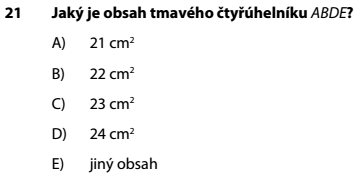 21 Jaký je obsah tmavého čtyřúhelníku ABDE?
A) 21 cm²
B) 22 cm²
C) 23 cm²
D) 24 cm²
E) jiný obsah